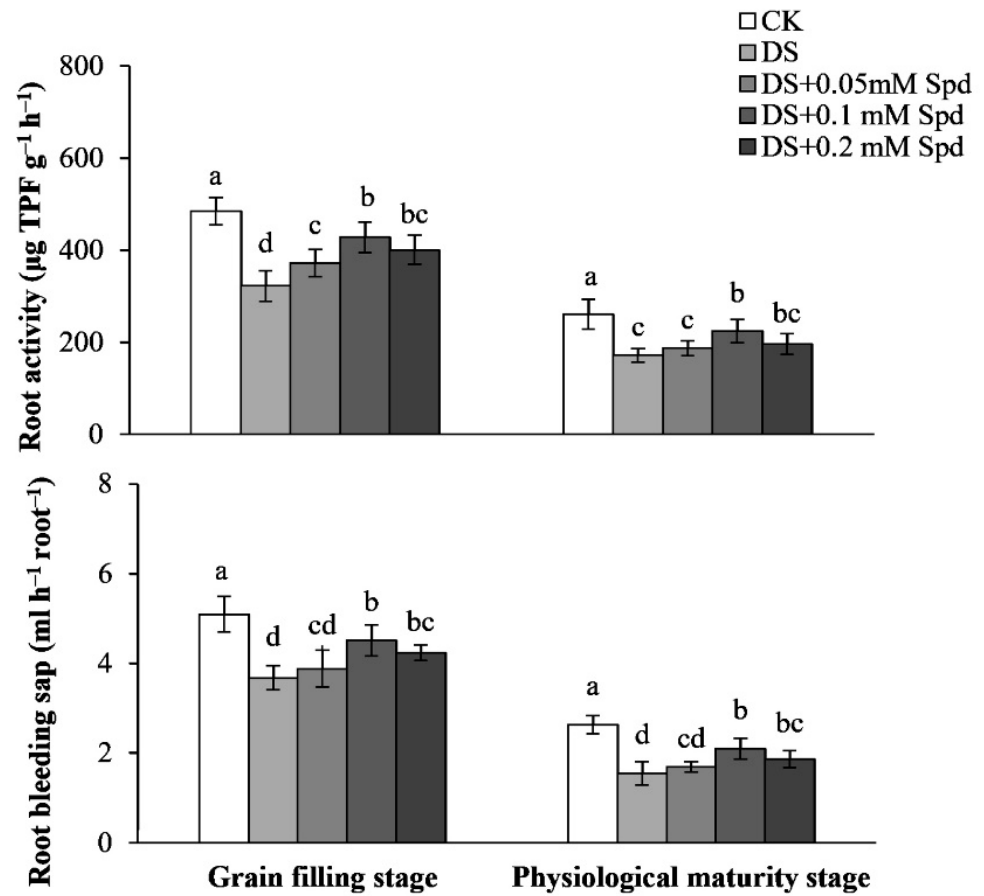 CK
DS
DS+0.05mM Spd
DS+0.1 mM Spd
DS+0.2 mM Spd
Root activity (µg TPF g⁻¹ h⁻¹)
800
600
400
200
0
a
d
c
b
bc
a
c
c
b
bc
Root bleeding sap (ml h⁻¹ root⁻¹)
8
6
4
2
0
a
d
cd
b
bc
a
d
cd
b
bc
Grain filling stage
Physiological maturity stage